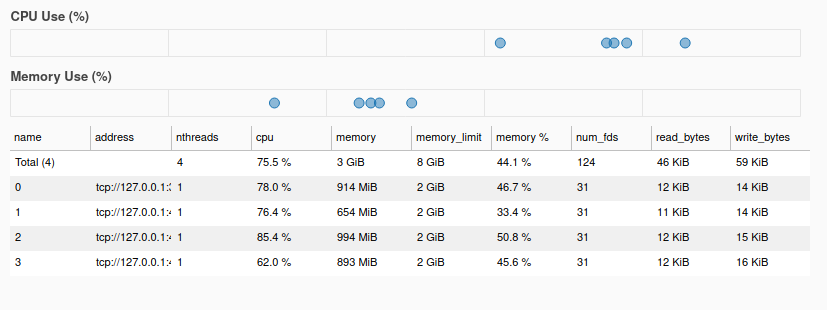 CPU Use (%)
Memory Use (%)
name address nthreads cpu memory memory_limit memory % num_fds read_bytes write_bytes
Total (4) 4 75.5 % 3 GiB 8 GiB 44.1 % 124 46 KiB 59 KiB
0 tcp://127.0.0.1: 1 78.0 % 914 MiB 2 GiB 46.7 % 31 12 KiB 14 KiB
1 tcp://127.0.0.1: 1 76.4 % 654 MiB 2 GiB 33.4 % 31 11 KiB 14 KiB
2 tcp://127.0.0.1: 1 85.4 % 994 MiB 2 GiB 50.8 % 31 12 KiB 15 KiB
3 tcp://127.0.0.1: 1 62.0 % 893 MiB 2 GiB 45.6 % 31 12 KiB 16 KiB